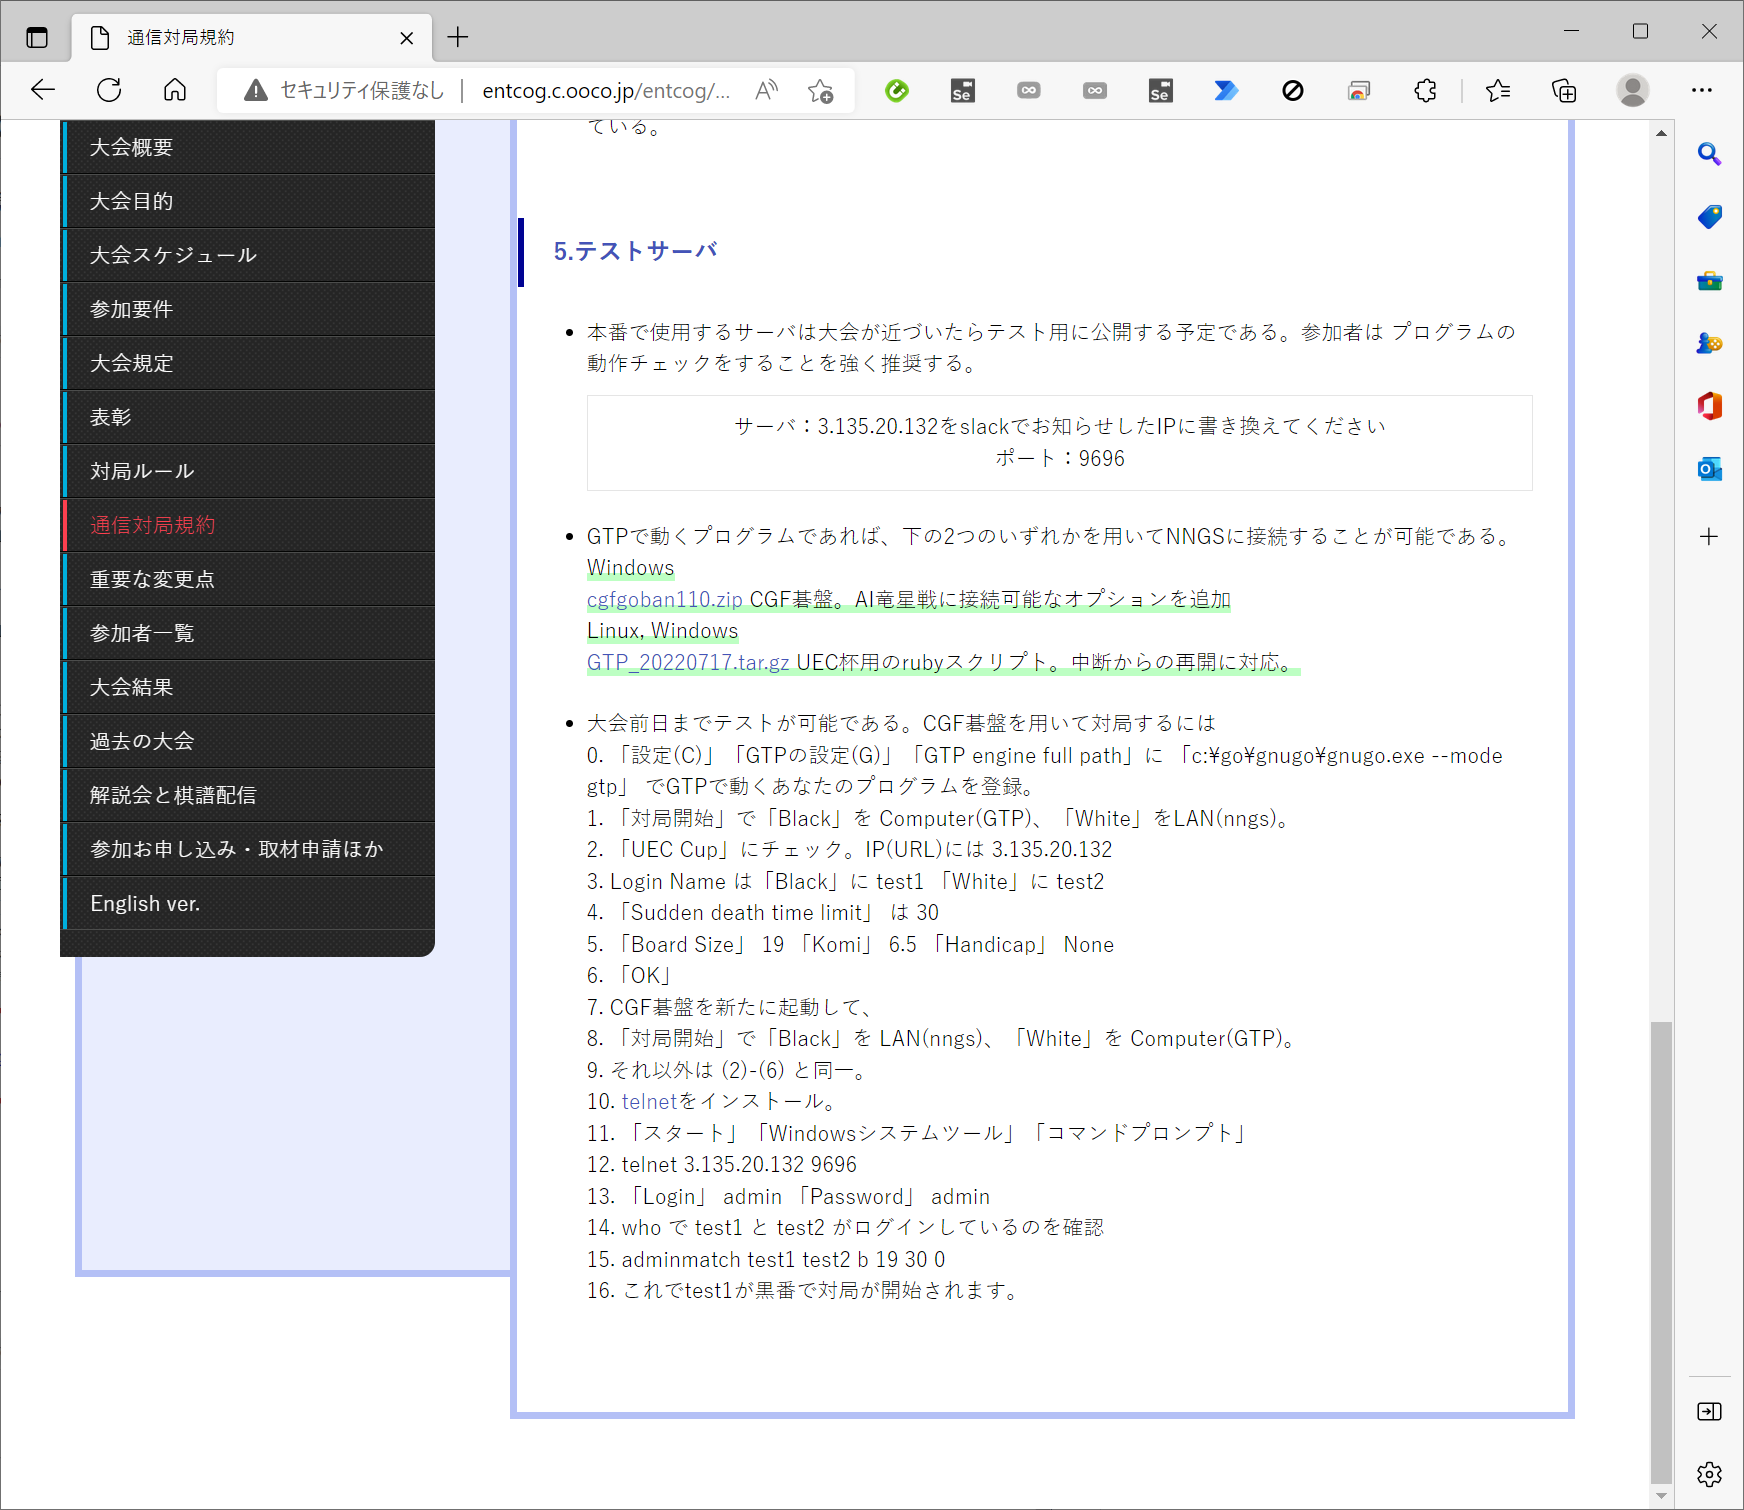 通信対局規約
セキュリティ保護なし
entcog.c.ooco.jp/entcog/...
大会概要
大会目的
大会スケジュール
参加要件
大会規定
表彰
対局ルール
通信対局規約
重要な変更点
参加者一覧
大会結果
過去の大会
解説会と棋譜配信
参加お申し込み・取材申請ほか
English ver.
ている。
5.テストサーバ
本番で使用するサーバは大会が近づいたらテスト用に公開する予定である。参加者は プログラムの
動作チェックをすることを強く推奨する。
サーバ：3.135.20.132をslackでお知らせしたIPに書き換えてください
ポート：9696
GTPで動くプログラムであれば、下の2つのいずれかを用いてNNGSに接続することが可能である。
Windows
cgfgoban110.zip CGF碁盤。AI竜星戦に接続可能なオプションを追加
Linux, Windows
GTP_20220717.tar.gz UEC杯用のrubyスクリプト。中断からの再開に対応。
大会前日までテストが可能である。CGF碁盤を用いて対局するには
0. 「設定(C)」「GTPの設定(G)」「GTP engine full path」に 「c:¥go¥gnugo¥gnugo.exe --mode
gtp」 でGTPで動くあなたのプログラムを登録。
1. 「対局開始」で「Black」を Computer(GTP)、「White」をLAN(nngs)。
2. 「UEC Cup」にチェック。IP(URL)には 3.135.20.132
3. Login Name は「Black」に test1 「White」に test2
4. 「Sudden death time limit」 は 30
5. 「Board Size」 19 「Komi」 6.5 「Handicap」 None
6. 「OK」
7. CGF碁盤を新たに起動して、
8. 「対局開始」で「Black」を LAN(nngs)、「White」を Computer(GTP)。
9. それ以外は (2)-(6) と同一。
10. telnetをインストール。
11. 「スタート」「Windowsシステムツール」「コマンドプロンプト」
12. telnet 3.135.20.132 9696
13. 「Login」 admin 「Password」 admin
14. who で test1 と test2 がログインしているのを確認
15. adminmatch test1 test2 b 19 30 0
16. これでtest1が黒番で対局が開始されます。